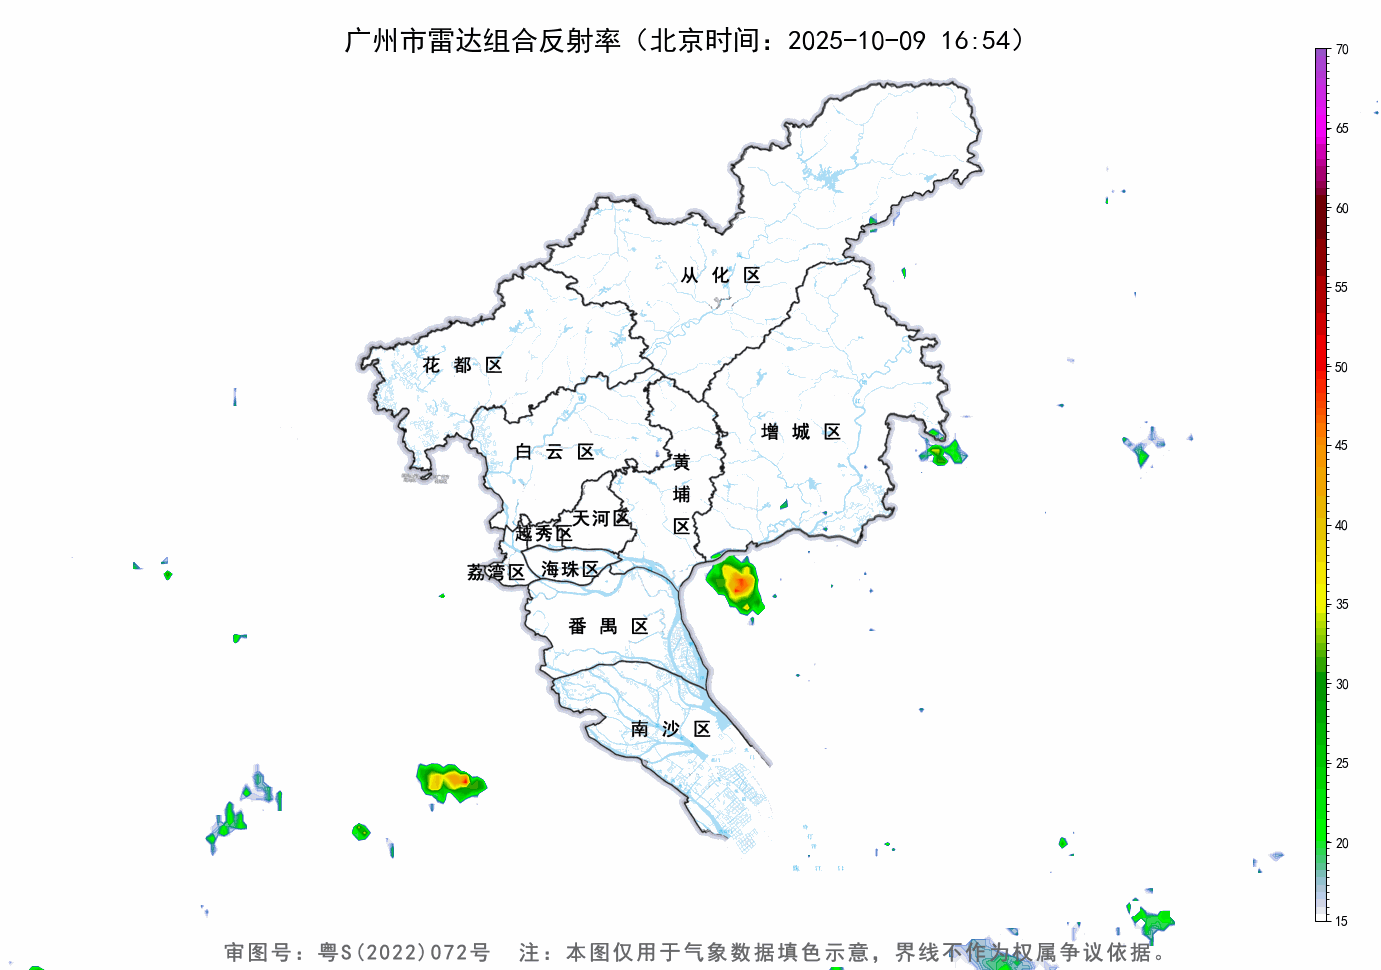 广州市雷达组合反射率（北京时间：2025-10-09 16:54）
70
65
60
55
50
45
40
35
30
25
20
15
从化区
花都区
增城区
白云区
黄埔区
天河区
越秀区
荔湾区
海珠区
番禺区
南沙区
审图号：粤S(2022)072号 注：本图仅用于气象数据填色示意，界线不作为权属争议依据。